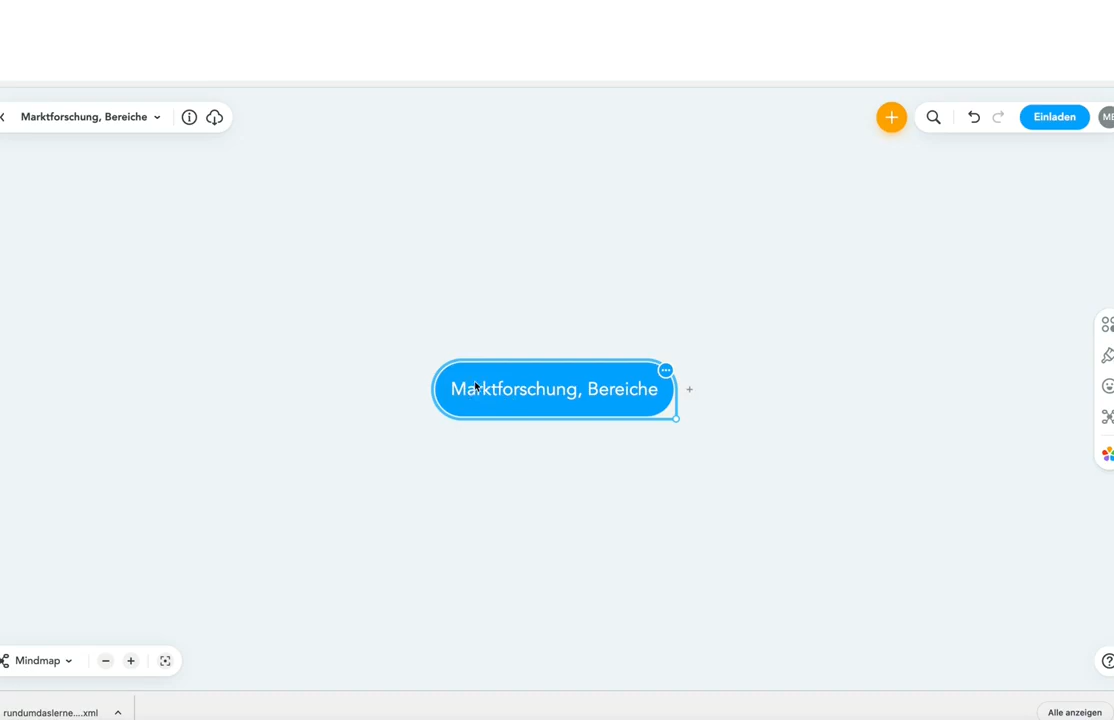 Marktforschung, Bereiche
Einladen
ME
Marktforschung, Bereiche
Mindmap
rundumdaslerne....xml
Alle anzeigen